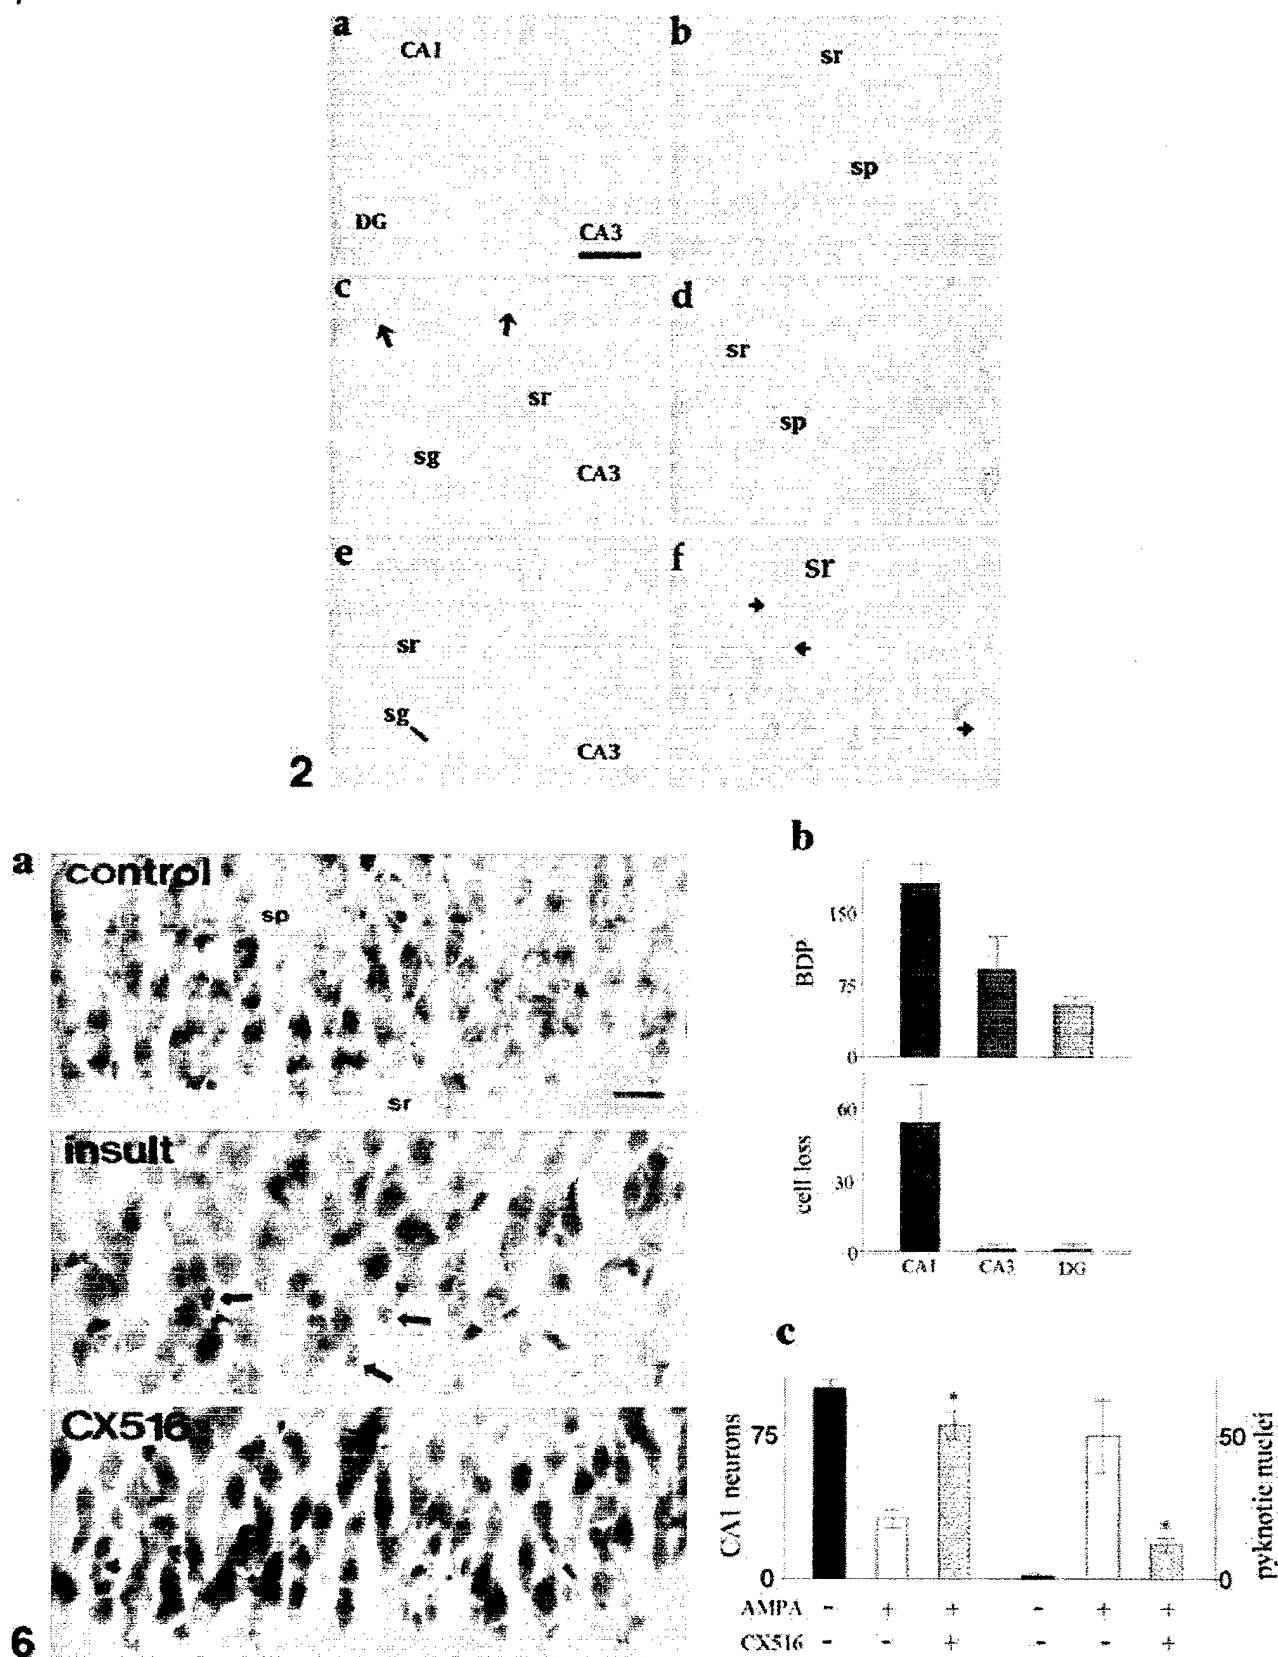 a
CA1
DG
CA3
b
sr
sp
c
sr
sg
CA3
d
sr
sp
e
sr
sg
CA3
f
sr
2
a
control
sp
sr
insult
CX516
6
b
BDP
150
75
0
cell loss
60
30
0
CA1 CA3 DG
c
CA1 neurons
75
0
* *
50
0
pyknotic nuclei
AMPA - + + - + +
CX516 - - + - - +